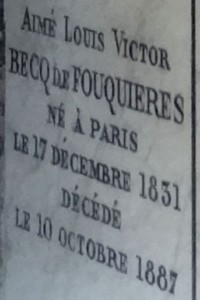 AIMÉ LOUIS VICTOR
BECQ DE FOUQUIERES
NÉ À PARIS
LE 17 DÉCEMBRE 1831
DÉCÉDÉ
LE 10 OCTOBRE 1887